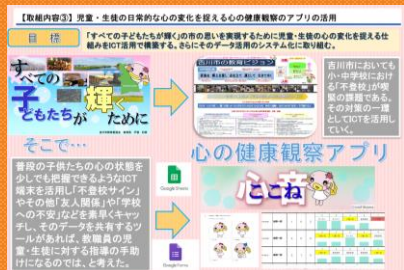 【取組内容③】児童・生徒の日常的な心の変化を捉える心の健康観察のアプリの活用
目標
「すべての子どもたちが輝く」の市の思いを実現するために児童・生徒の心の変化を捉える仕
組みをICT活用で構築する。さらにそのデータ活用のシステム化に取り組む。
すべての
子どもたちが
輝く
ために
吉川市の教育ビジョン
吉川市においても
小・中学校におけ
る「不登校」が喫
緊の課題である。
その対策の一環
としてICTを活用し
ていく。
そこで…
心の健康観察アプリ
普段の子供たちの心の状態を
少しでも把握できるようなICT
端末を活用し「不登校サイン」
やその他「友人関係」や「学校
への不安」などを素早くキャッ
チし、そのデータを共有するツ
ールがあれば、教職員の児
童・生徒に対する指導の手助
けになるのでは、と考えた。
Google Sheets
Google Forms
心音
ここね